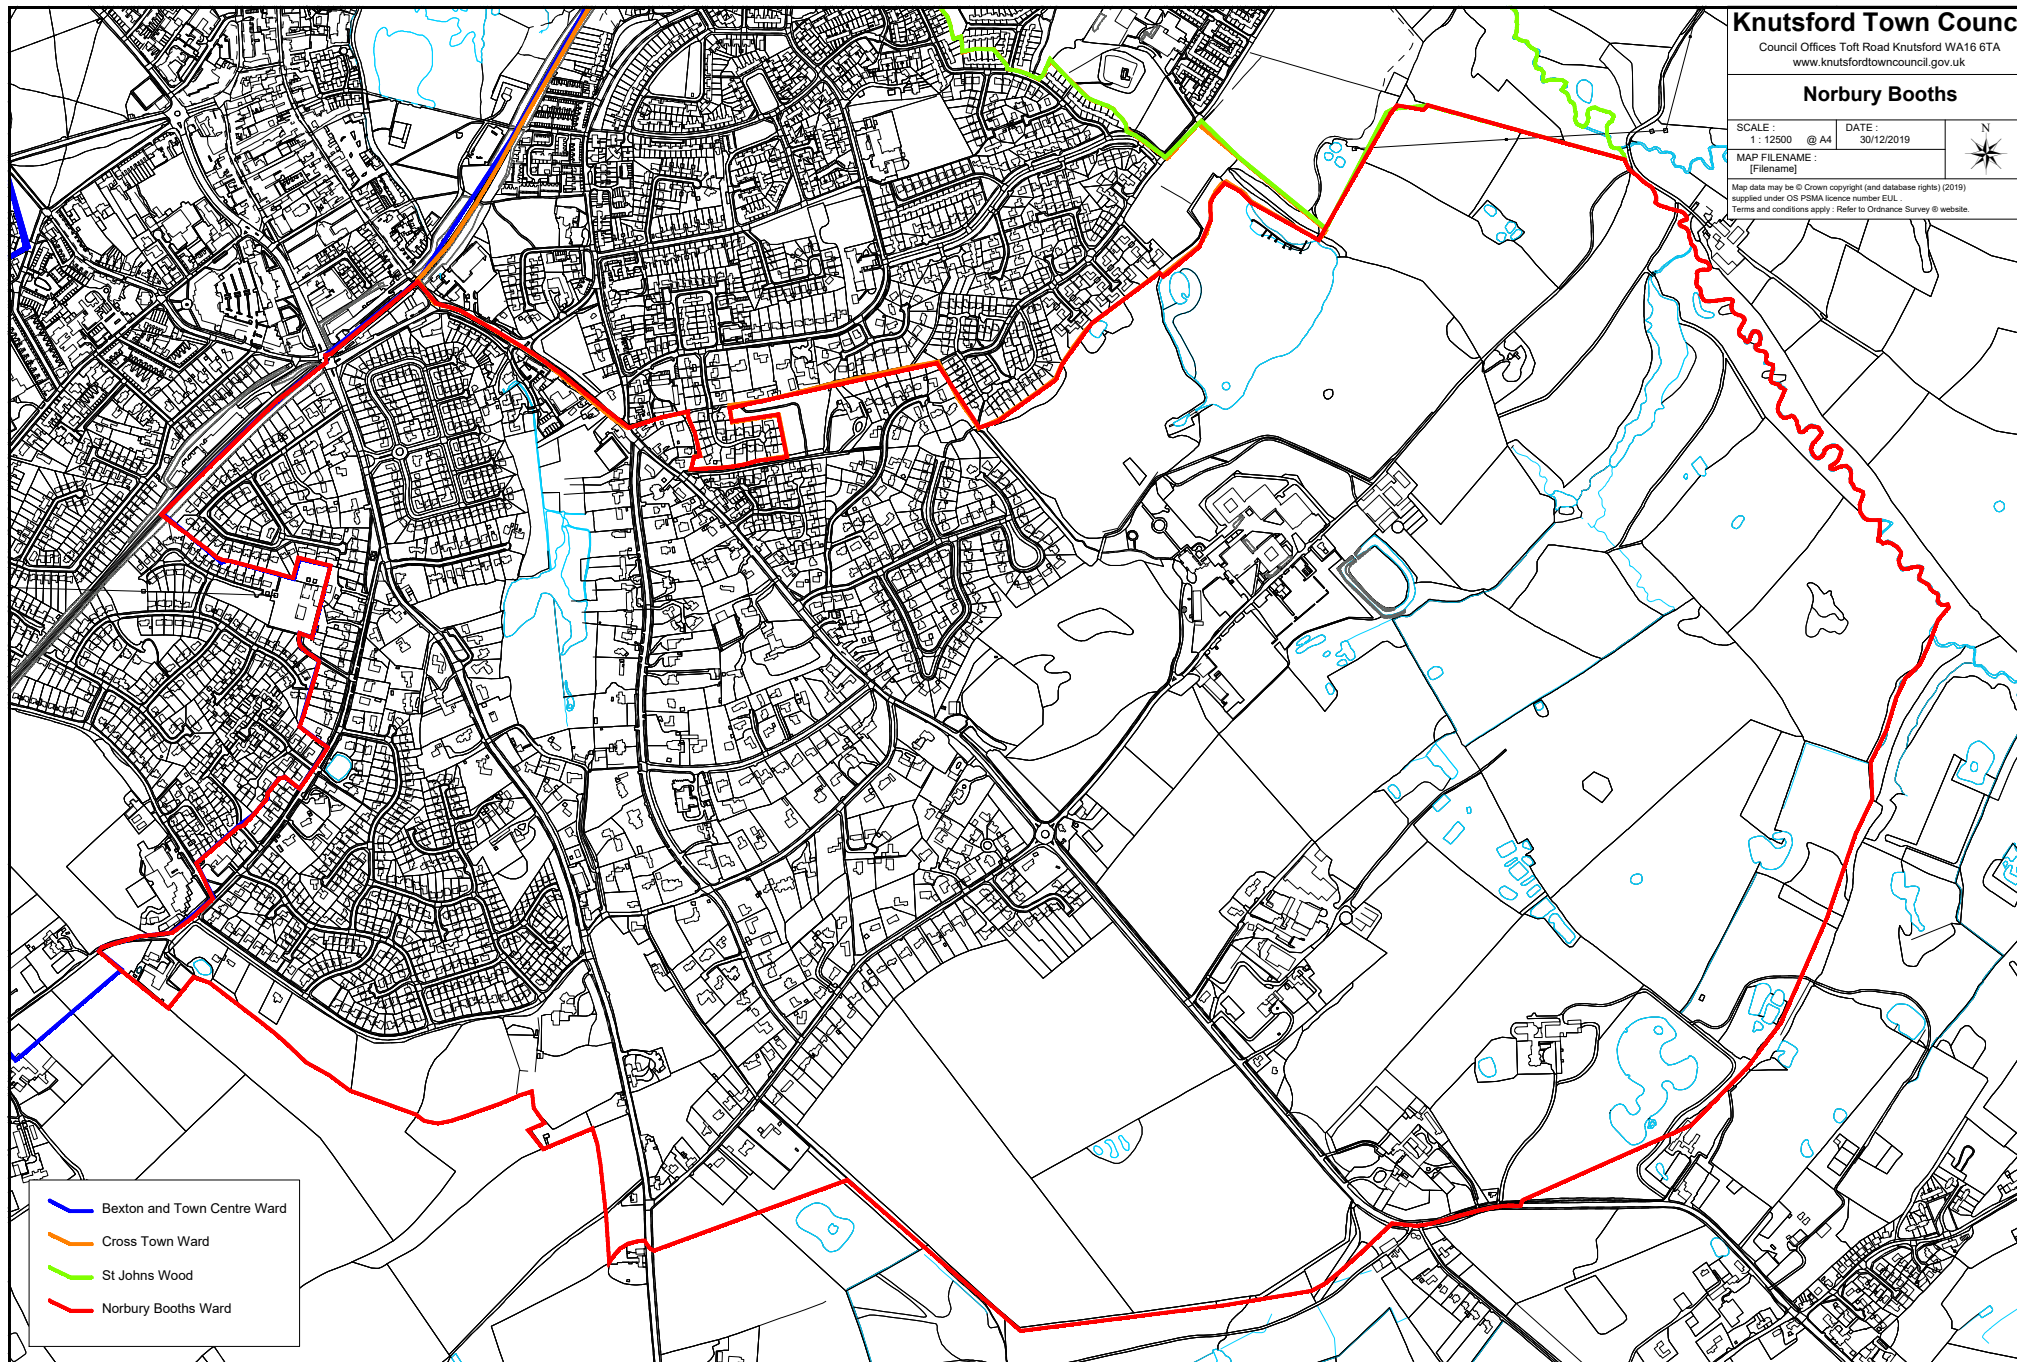 Knutsford Town Counc
Council Offices Toft Road Knutsford WA16 6TA
www.knutsfordtowncouncil.gov.uk
Norbury Booths
SCALE :
1 : 12500 @ A4
DATE :
30/12/2019
N
MAP FILENAME :
[Filename]
Map data may be © Crown copyright (and database rights) (2019)
supplied under OS PSMA licence number EUL .
Terms and conditions apply : Refer to Ordnance Survey ® website.
Bexton and Town Centre Ward
Cross Town Ward
St Johns Wood
Norbury Booths Ward